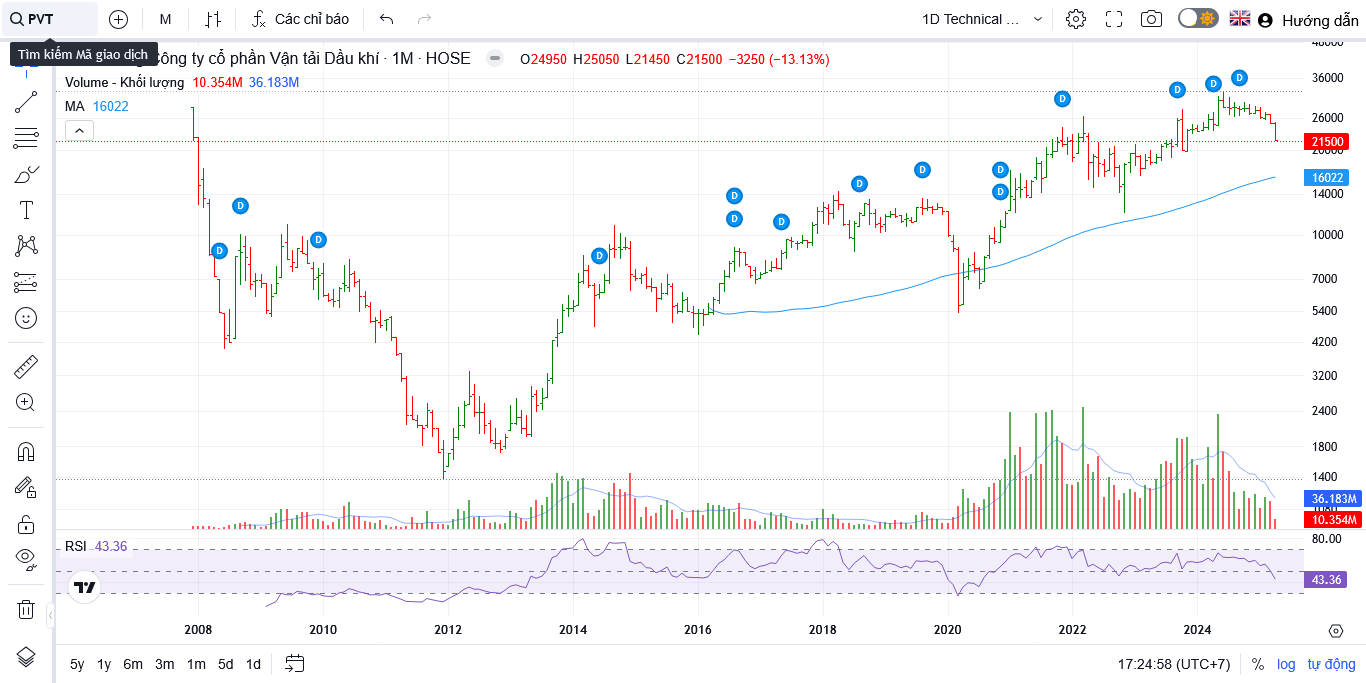 PVT M Các chỉ báo 1D Technical ... Hướng dẫn
Tìm kiếm Mã giao dịch
Công ty cổ phần Vận tải Dầu khí · 1M · HOSE O24950 H25050 L21450 C21500 −3250 (−13.13%)
Volume - Khối lượng 10.354M 36.183M
MA 16022
D D D D D D D D D D D D D D D D
48000
36000
26000
21500
20000
16022
14000
10000
7000
5400
4200
3200
2400
1800
1400
36.183M
1080
10.354M
RSI 43.36
80.00
43.36
2008 2010 2012 2014 2016 2018 2020 2022 2024
5y 1y 6m 3m 1m 5d 1d 17:24:58 (UTC+7) % log tự động